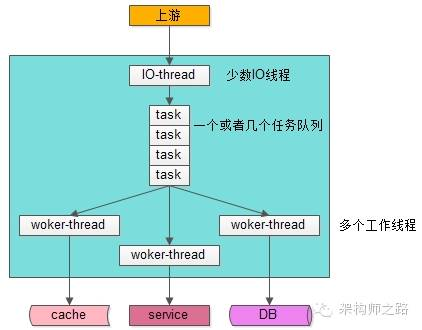 上游
IO-thread
少数IO线程
task
一个或者几个任务队列
task
task
task
woker-thread
woker-thread
多个工作线程
woker-thread
cache
service
DB
架构师之路